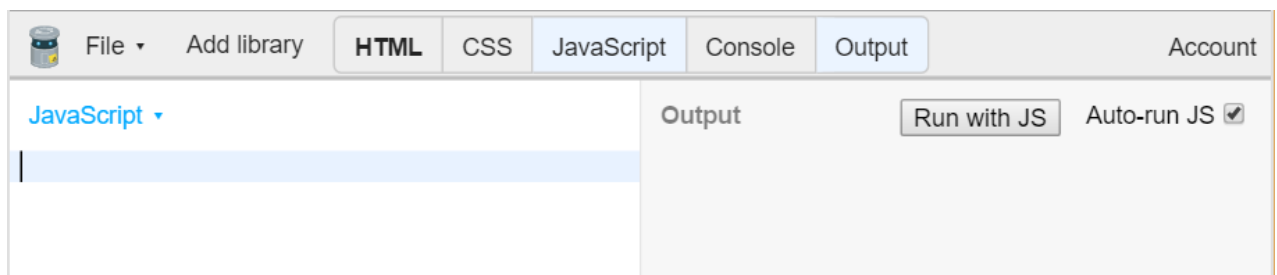 File Add library HTML CSS JavaScript Console Output Account
JavaScript Output Run with JS Auto-run JS